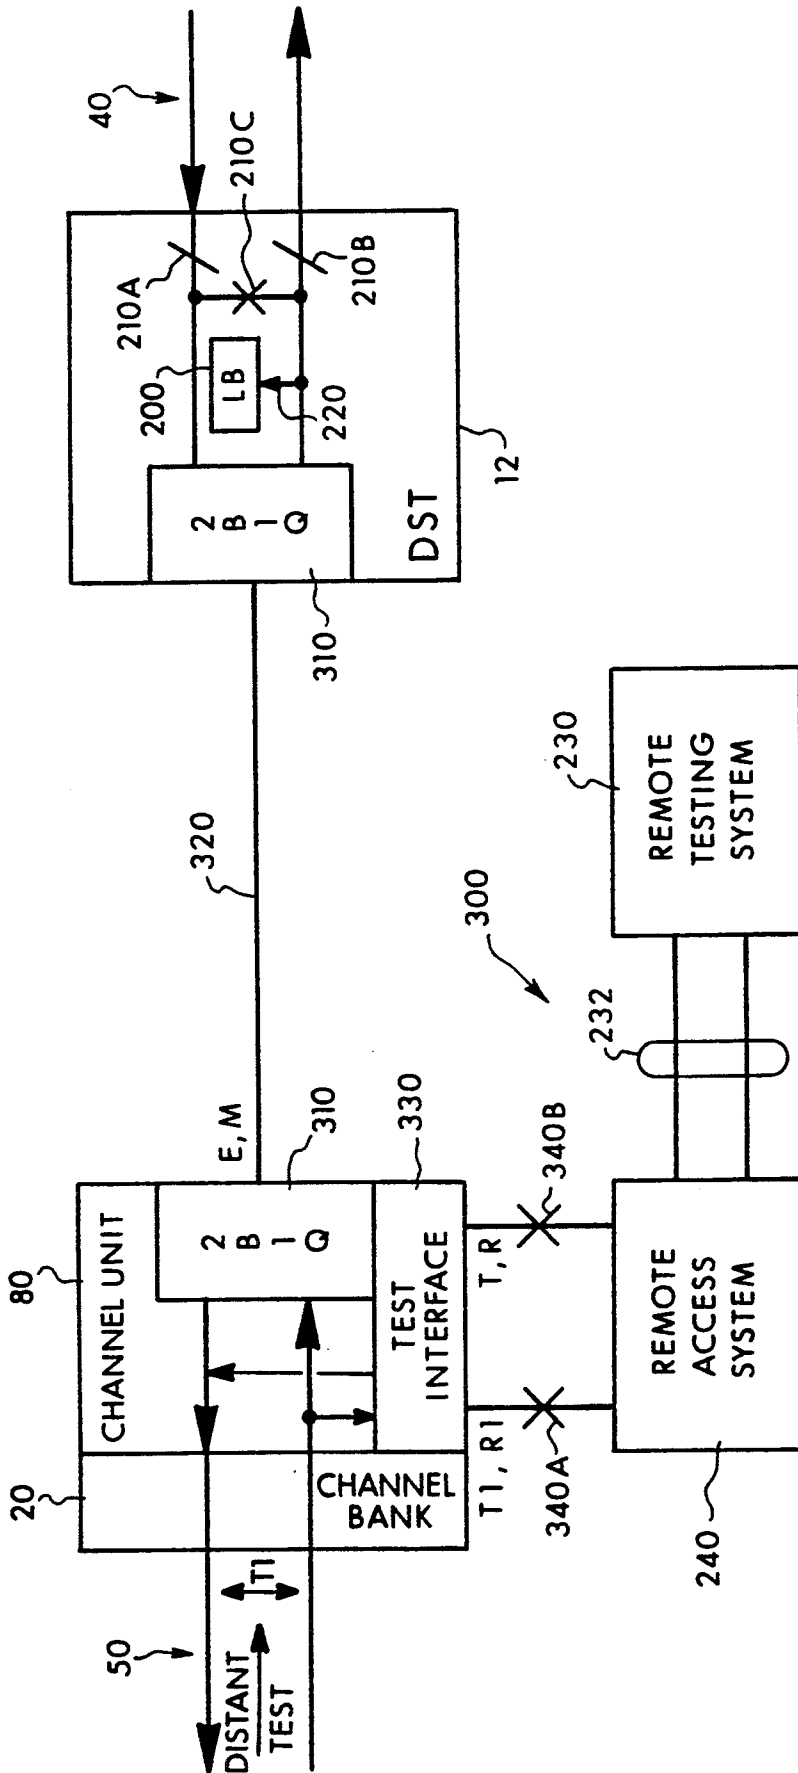 50
DISTANT
TEST
T1
20
CHANNEL
BANK
80
CHANNEL UNIT
2
B
1
Q
310
TEST
INTERFACE
330
E, M
T1, R1
340A
T, R
340B
REMOTE
ACCESS
SYSTEM
240
300
232
REMOTE
TESTING
SYSTEM
230
320
310
2
B
1
Q
DST
12
200
LB
220
210A
210B
210C
40